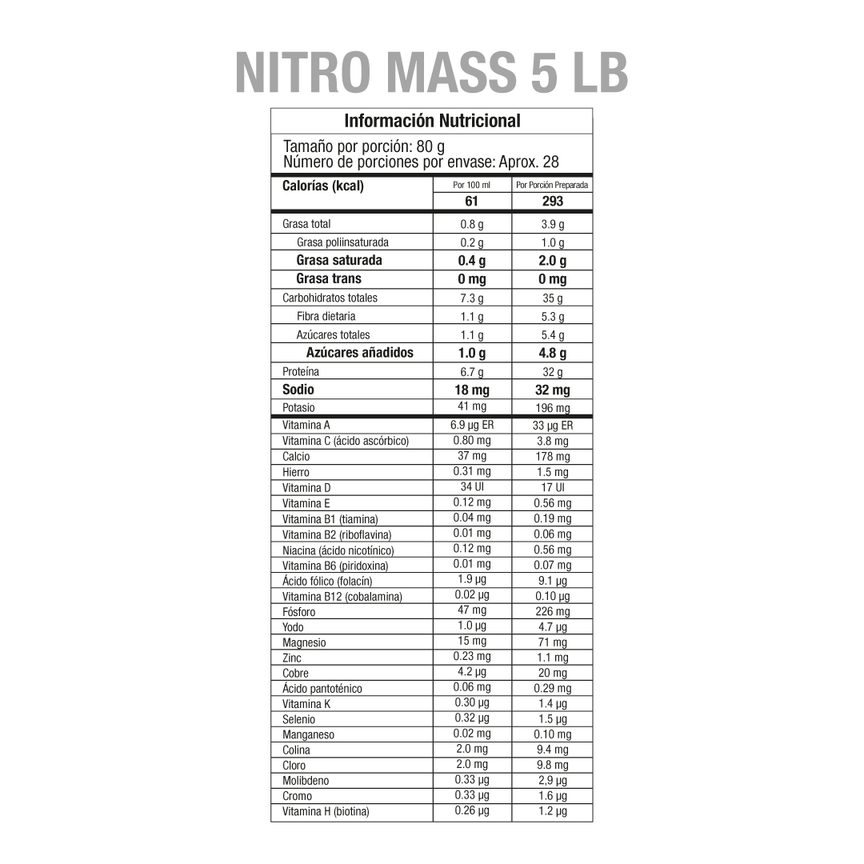 NITRO MASS 5 LB
Información Nutricional
Tamaño por porción: 80 g
Número de porciones por envase: Aprox. 28
Calorías (kcal) Por 100 ml Por Porción Preparada
61 293
Grasa total 0.8 g 3.9 g
Grasa poliinsaturada 0.2 g 1.0 g
Grasa saturada 0.4 g 2.0 g
Grasa trans 0 mg 0 mg
Carbohidratos totales 7.3 g 35 g
Fibra dietaria 1.1 g 5.3 g
Azúcares totales 1.1 g 5.4 g
Azúcares añadidos 1.0 g 4.8 g
Proteína 6.7 g 32 g
Sodio 18 mg 32 mg
Potasio 41 mg 196 mg
Vitamina A 6.9 µg ER 33 µg ER
Vitamina C (ácido ascórbico) 0.80 mg 3.8 mg
Calcio 37 mg 178 mg
Hierro 0.31 mg 1.5 mg
Vitamina D 34 UI 17 UI
Vitamina E 0.12 mg 0.56 mg
Vitamina B1 (tiamina) 0.04 mg 0.19 mg
Vitamina B2 (riboflavina) 0.01 mg 0.06 mg
Niacina (ácido nicotínico) 0.12 mg 0.56 mg
Vitamina B6 (piridoxina) 0.01 mg 0.07 mg
Ácido fólico (folacín) 1.9 µg 9.1 µg
Vitamina B12 (cobalamina) 0.02 µg 0.10 µg
Fósforo 47 mg 226 mg
Yodo 1.0 µg 4.7 µg
Magnesio 15 mg 71 mg
Zinc 0.23 mg 1.1 mg
Cobre 4.2 µg 20 mg
Ácido pantoténico 0.06 mg 0.29 mg
Vitamina K 0.30 µg 1.4 µg
Selenio 0.32 µg 1.5 µg
Manganeso 0.02 mg 0.10 mg
Colina 2.0 mg 9.4 mg
Cloro 2.0 mg 9.8 mg
Molibdeno 0.33 µg 2,9 µg
Cromo 0.33 µg 1.6 µg
Vitamina H (biotina) 0.26 µg 1.2 µg